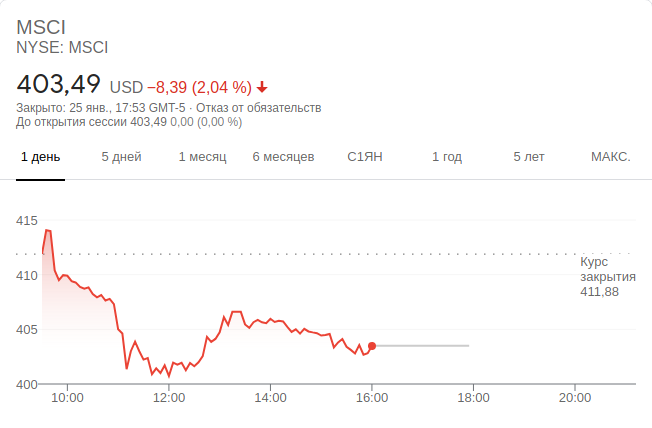 MSCI
NYSE: MSCI
403,49 USD −8,39 (2,04 %)
Закрыто: 25 янв., 17:53 GMT-5 · Отказ от обязательств
До открытия сессии 403,49 0,00 (0,00 %)
1 день 5 дней 1 месяц 6 месяцев С1ЯН 1 год 5 лет МАКС.
415
410
405
400
Курс
закрытия
411,88
10:00 12:00 14:00 16:00 18:00 20:00